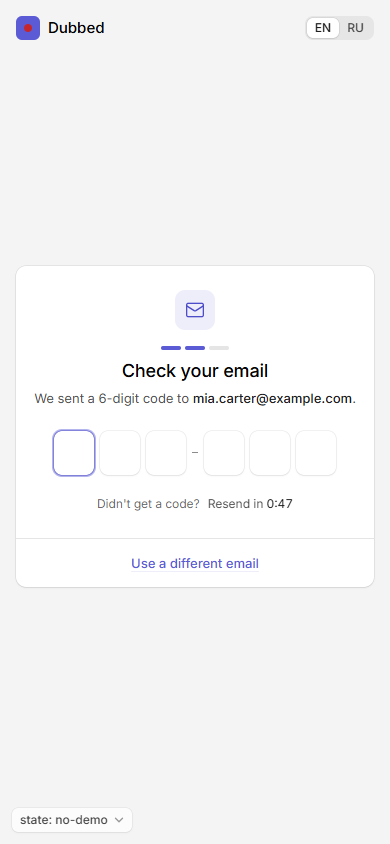 Dubbed
EN RU
Check your email
We sent a 6-digit code to mia.carter@example.com.
–
Didn't get a code? Resend in 0:47
Use a different email
state: no-demo